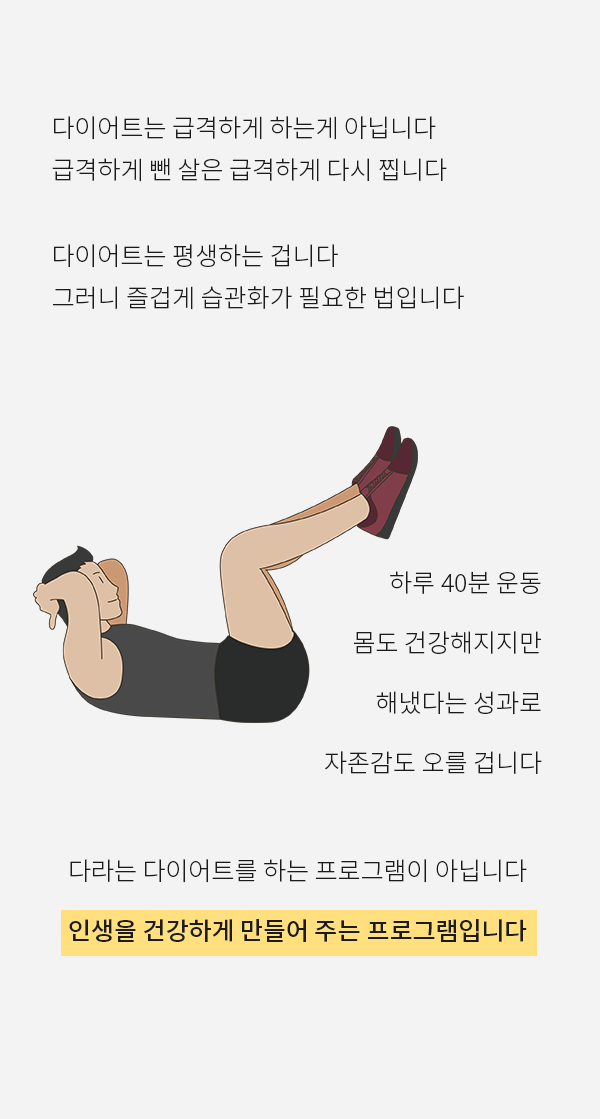 다이어트는 급격하게 하는게 아닙니다
급격하게 뺀 살은 급격하게 다시 찝니다
다이어트는 평생하는 겁니다
그러니 즐겁게 습관화가 필요한 법입니다
하루 40분 운동
몸도 건강해지지만
해냈다는 성과로
자존감도 오를 겁니다
다라는 다이어트를 하는 프로그램이 아닙니다
인생을 건강하게 만들어 주는 프로그램입니다